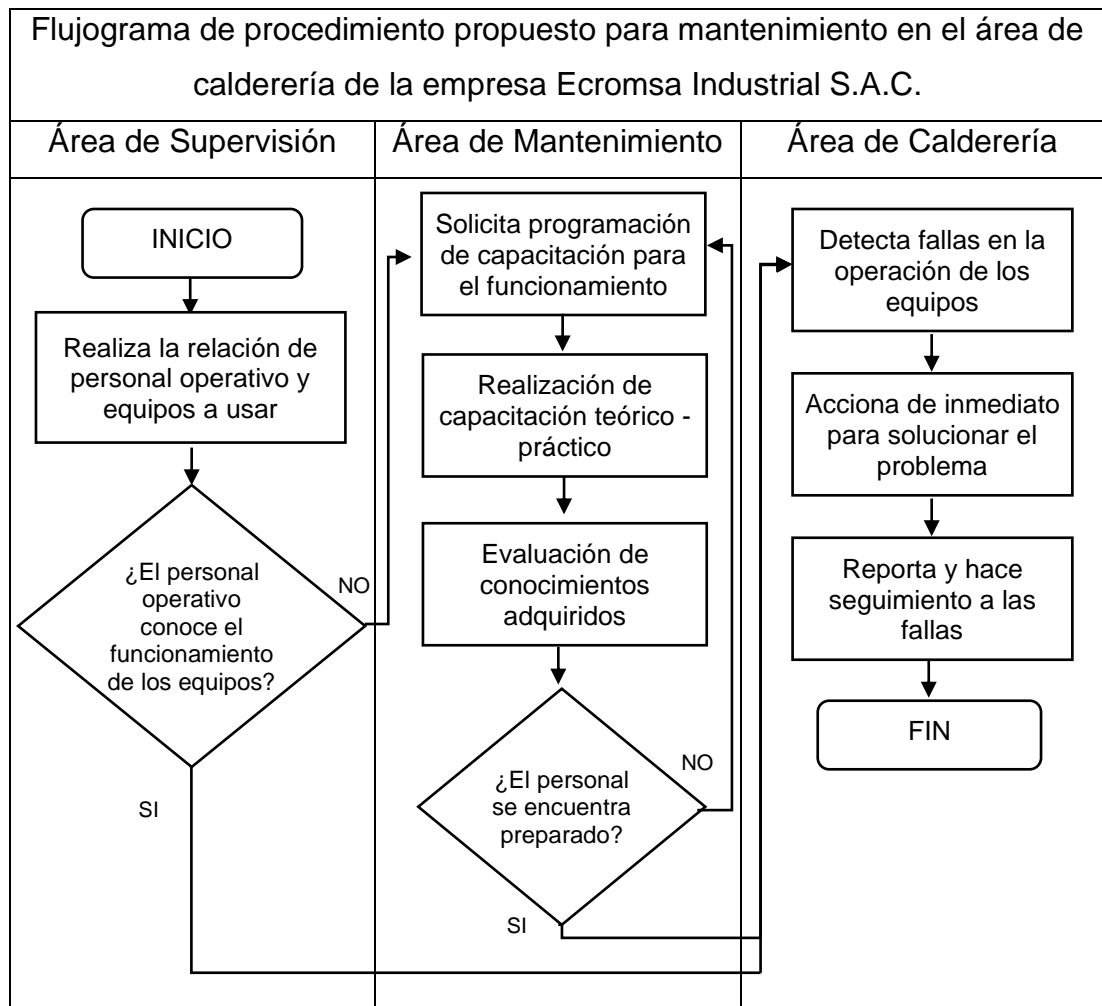 Flujograma de procedimiento propuesto para mantenimiento en el área de
calderería de la empresa Ecromsa Industrial S.A.C.
Área de Supervisión
Área de Mantenimiento
Área de Calderería
INICIO
Realiza la relación de
personal operativo y
equipos a usar
¿El personal
operativo
conoce el
funcionamiento
de los equipos?
NO
SI
Solicita programación
de capacitación para
el funcionamiento
Realización de
capacitación teórico -
práctico
Evaluación de
conocimientos
adquiridos
¿El personal
se encuentra
preparado?
NO
SI
Detecta fallas en la
operación de los
equipos
Acciona de inmediato
para solucionar el
problema
Reporta y hace
seguimiento a las
fallas
FIN